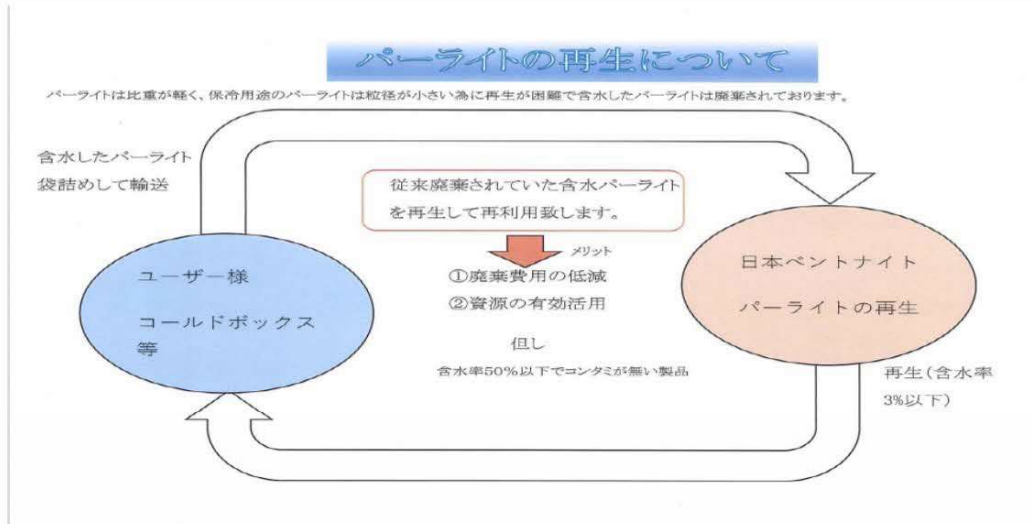 パーライトの再生について
パーライトは比重が軽く、保冷用途のパーライトは粒径が小さい為に再生が困難で含水したパーライトは廃棄されております。
含水したパーライト
袋詰めして輸送
従来廃棄されていた含水パーライト
を再生して再利用致します。
メリット
①廃棄費用の低減
②資源の有効活用
但し
含水率50%以下でコンタミが無い製品
ユーザー様
コールドボックス
等
日本ベントナイト
パーライトの再生
再生(含水率
3%以下)